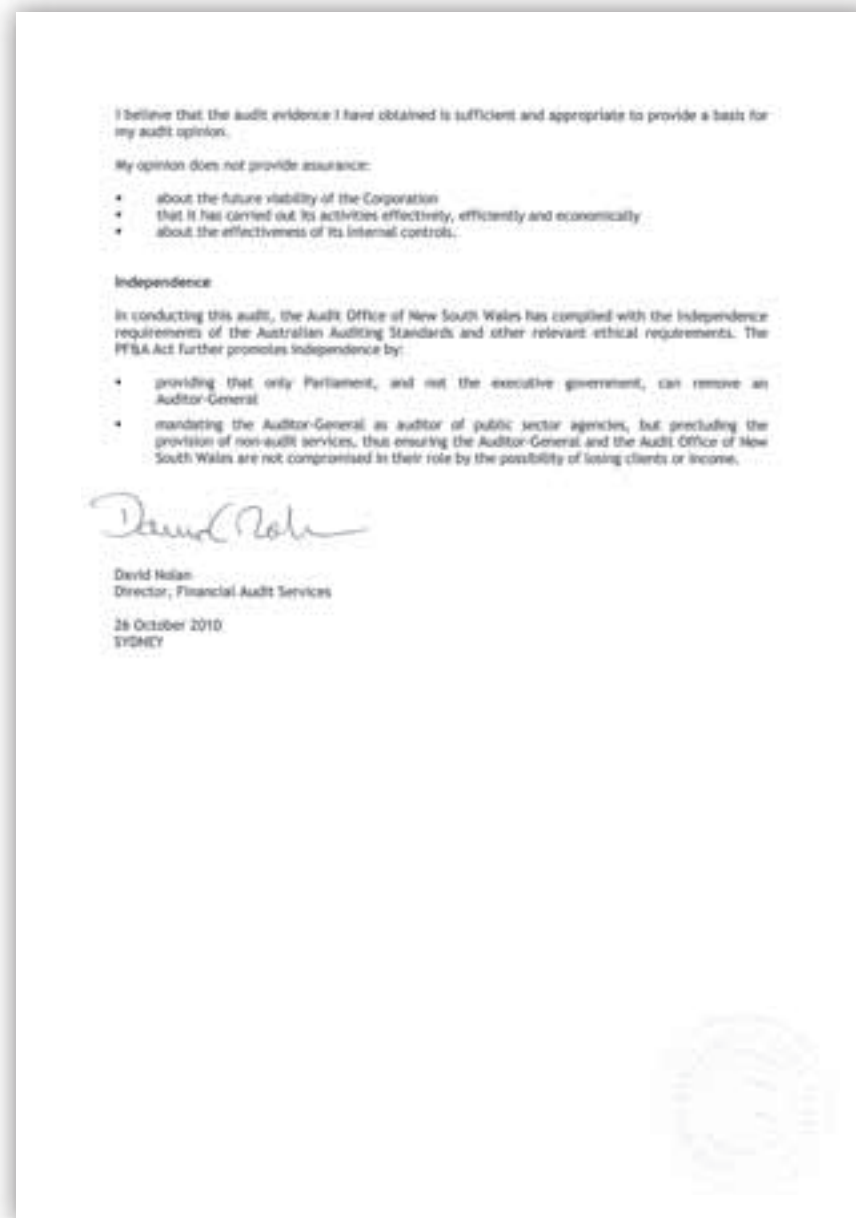 I believe that the audit evidence I have obtained is sufficient and appropriate to provide a basis for
my audit opinion.
My opinion does not provide assurance:
• about the future viability of the Corporation
• that it has carried out its activities effectively, efficiently and economically
• about the effectiveness of its internal controls.
Independence
In conducting this audit, the Audit Office of New South Wales has complied with the independence
requirements of the Australian Auditing Standards and other relevant ethical requirements. The
PF&A Act further promotes independence by:
• providing that only Parliament, and not the executive government, can remove an
Auditor-General
• mandating the Auditor-General as auditor of public sector agencies, but precluding the
provision of non-audit services, thus ensuring the Auditor-General and the Audit Office of New
South Wales are not compromised in their role by the possibility of losing clients or income.
David Nolan
David Nolan
Director, Financial Audit Services
26 October 2010
SYDNEY